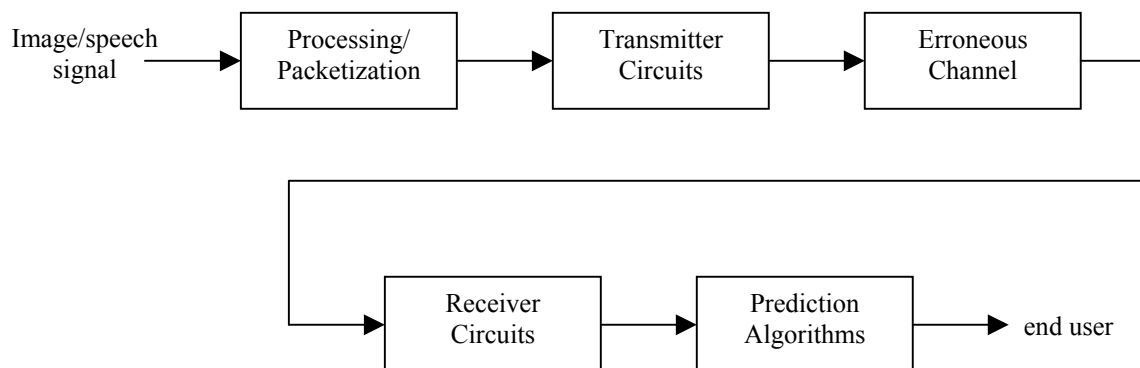 Image/speech
signal
Processing/
Packetization
Transmitter
Circuits
Erroneous
Channel
Receiver
Circuits
Prediction
Algorithms
end user